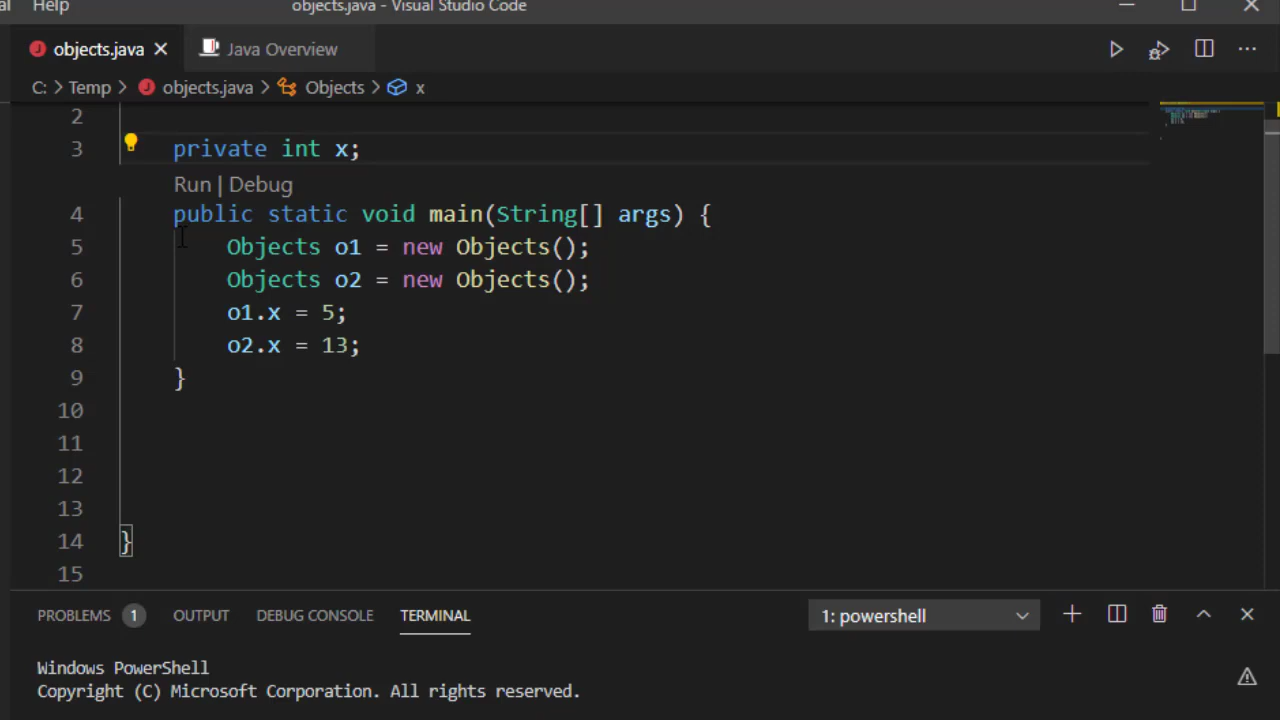 al Help objects.java - Visual Studio Code
objects.java Java Overview
C: > Temp > objects.java > Objects > x
2
3 private int x;
Run | Debug
4 public static void main(String[] args) {
5 Objects o1 = new Objects();
6 Objects o2 = new Objects();
7 o1.x = 5;
8 o2.x = 13;
9 }
10
11
12
13
14 }
15
PROBLEMS 1 OUTPUT DEBUG CONSOLE TERMINAL 1: powershell
Windows PowerShell
Copyright (C) Microsoft Corporation. All rights reserved.